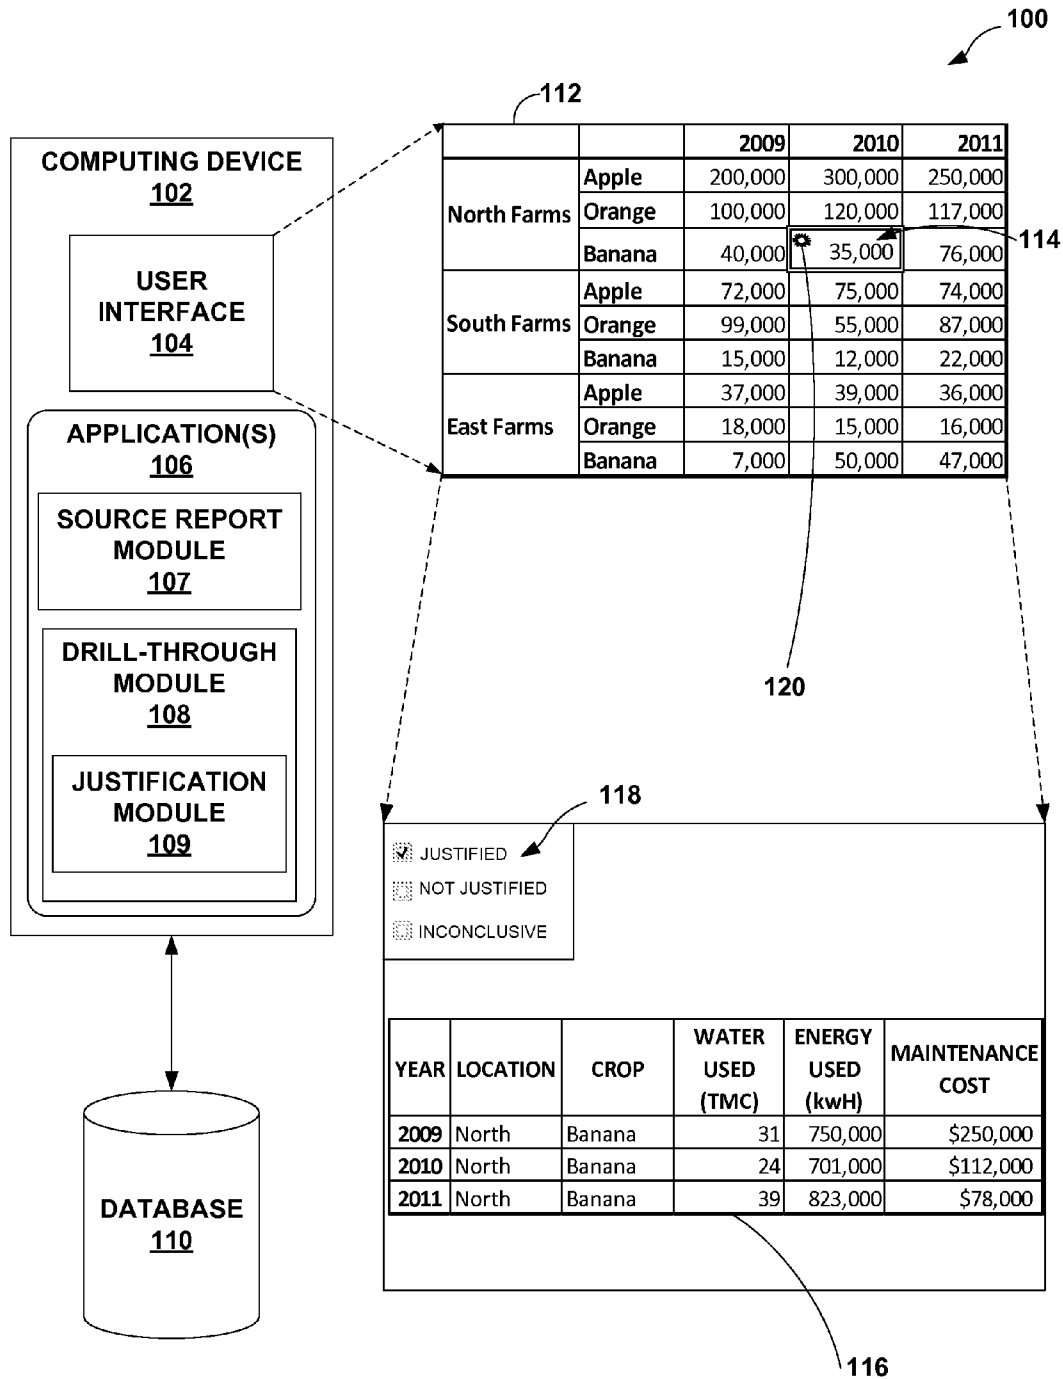 100
112
COMPUTING DEVICE
102
USER
INTERFACE
104
APPLICATION(S)
106
SOURCE REPORT
MODULE
107
DRILL-THROUGH
MODULE
108
JUSTIFICATION
MODULE
109
DATABASE
110
2009 2010 2011
North Farms
Apple 200,000 300,000 250,000
Orange 100,000 120,000 117,000
Banana 40,000 35,000 76,000
114
South Farms
Apple 72,000 75,000 74,000
Orange 99,000 55,000 87,000
Banana 15,000 12,000 22,000
East Farms
Apple 37,000 39,000 36,000
Orange 18,000 15,000 16,000
Banana 7,000 50,000 47,000
120
118
JUSTIFIED
NOT JUSTIFIED
INCONCLUSIVE
YEAR LOCATION CROP WATER USED (TMC) ENERGY USED (kwH) MAINTENANCE COST
2009 North Banana 31 750,000 $250,000
2010 North Banana 24 701,000 $112,000
2011 North Banana 39 823,000 $78,000
116